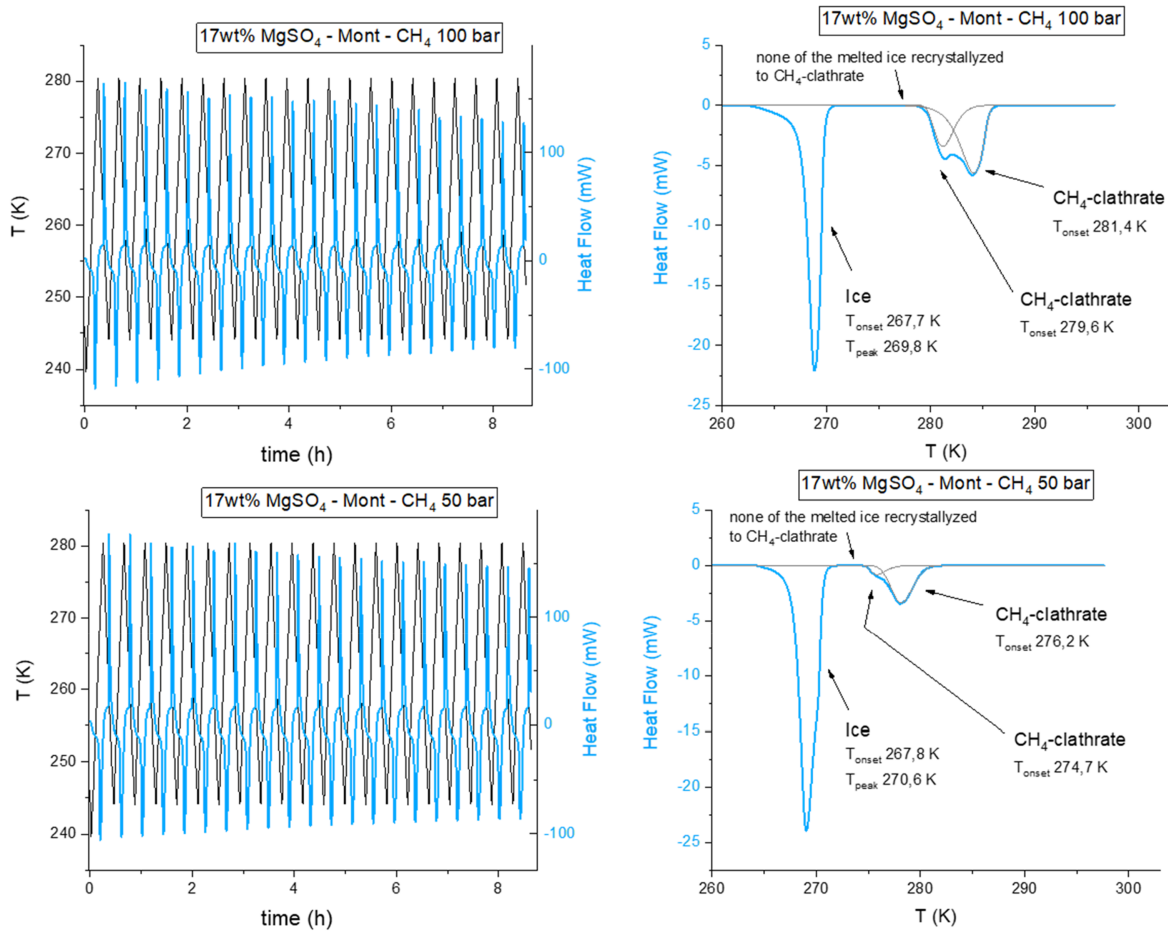 17wt% MgSO₄ - Mont - CH₄ 100 bar
T (K)
280
270
260
250
240
100
0
-100
Heat Flow (mW)
0
2
4
6
8
time (h)
17wt% MgSO₄ - Mont - CH₄ 100 bar
none of the melted ice recrystallized
to CH₄-clathrate
Heat Flow (mW)
5
0
-5
-10
-15
-20
-25
CH₄-clathrate
Tonset 281,4 K
CH₄-clathrate
Tonset 279,6 K
Ice
Tonset 267,7 K
Tpeak 269,8 K
260
270
280
290
300
T (K)
17wt% MgSO₄ - Mont - CH₄ 50 bar
T (K)
280
270
260
250
240
100
0
-100
Heat Flow (mW)
0
2
4
6
8
time (h)
17wt% MgSO₄ - Mont - CH₄ 50 bar
none of the melted ice recrystallized
to CH₄-clathrate
Heat Flow (mW)
5
0
-5
-10
-15
-20
-25
CH₄-clathrate
Tonset 276,2 K
CH₄-clathrate
Tonset 274,7 K
Ice
Tonset 267,8 K
Tpeak 270,6 K
260
270
280
290
300
T (K)